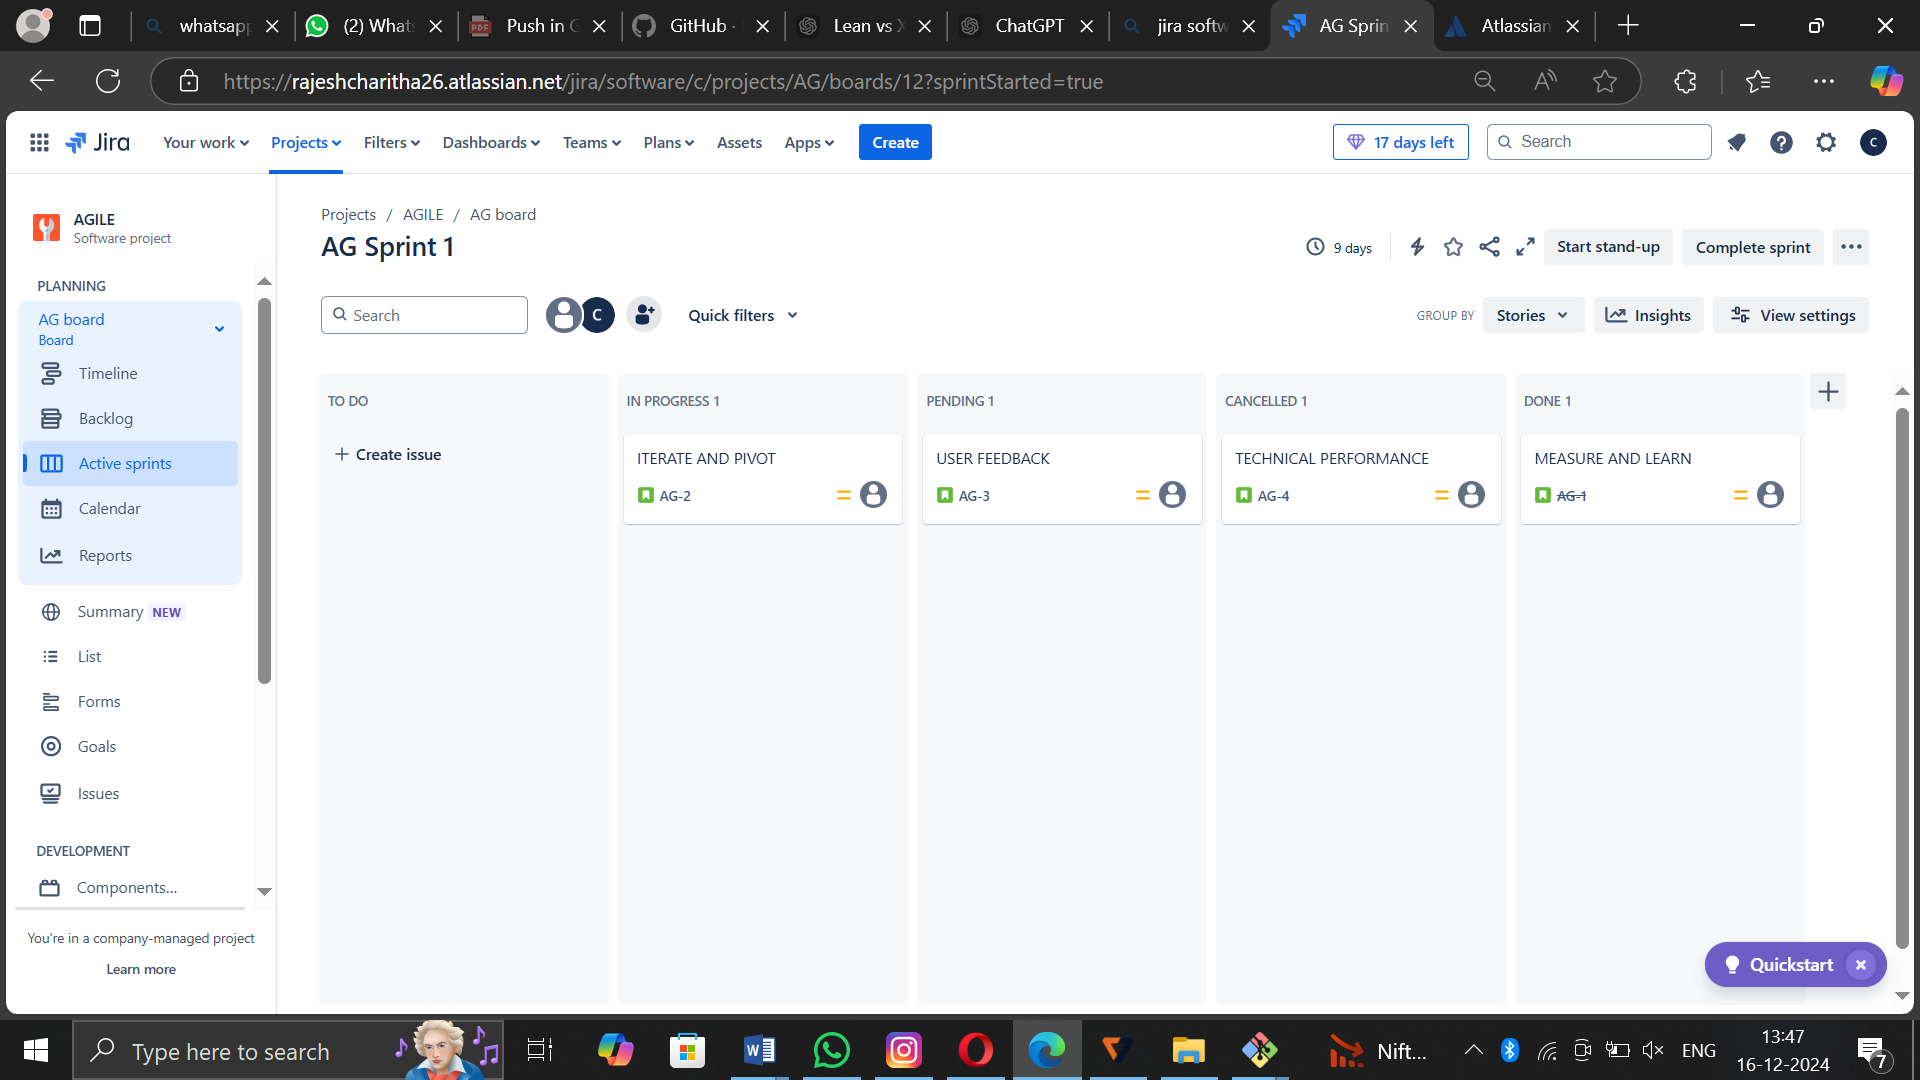 whatsapp
(2) Whats
Push in G
GitHub ·
Lean vs X
ChatGPT
jira softw
AG Sprin
Atlassian
https://rajeshcharitha26.atlassian.net/jira/software/c/projects/AG/boards/12?sprintStarted=true
Jira
Your work
Projects
Filters
Dashboards
Teams
Plans
Assets
Apps
Create
17 days left
Search
C
AGILE
Software project
PLANNING
AG board
Board
Timeline
Backlog
Active sprints
Calendar
Reports
Summary NEW
List
Forms
Goals
Issues
DEVELOPMENT
Components...
You're in a company-managed project
Learn more
Projects / AGILE / AG board
AG Sprint 1
9 days
Start stand-up
Complete sprint
Search
C
Quick filters
GROUP BY
Stories
Insights
View settings
TO DO
+ Create issue
IN PROGRESS 1
ITERATE AND PIVOT
AG-2
PENDING 1
USER FEEDBACK
AG-3
CANCELLED 1
TECHNICAL PERFORMANCE
AG-4
DONE 1
MEASURE AND LEARN
AG-1
Quickstart
Type here to search
Nift...
ENG
13:47
16-12-2024
7